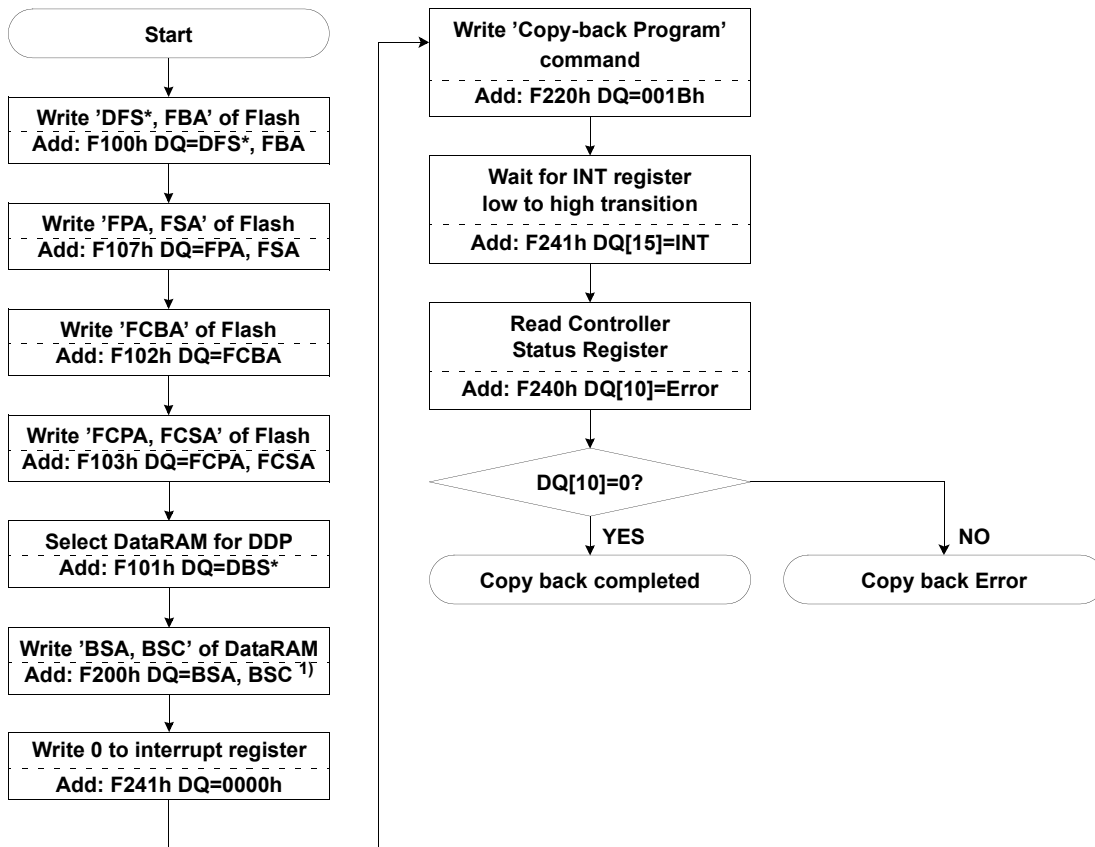 Start
Write 'DFS*, FBA' of Flash
Add: F100h DQ=DFS*, FBA
Write 'FPA, FSA' of Flash
Add: F107h DQ=FPA, FSA
Write 'FCBA' of Flash
Add: F102h DQ=FCBA
Write 'FCPA, FCSA' of Flash
Add: F103h DQ=FCPA, FCSA
Select DataRAM for DDP
Add: F101h DQ=DBS*
Write 'BSA, BSC' of DataRAM
Add: F200h DQ=BSA, BSC 1)
Write 0 to interrupt register
Add: F241h DQ=0000h
Write 'Copy-back Program'
command
Add: F220h DQ=001Bh
Wait for INT register
low to high transition
Add: F241h DQ[15]=INT
Read Controller
Status Register
Add: F240h DQ[10]=Error
DQ[10]=0?
YES
NO
Copy back completed
Copy back Error